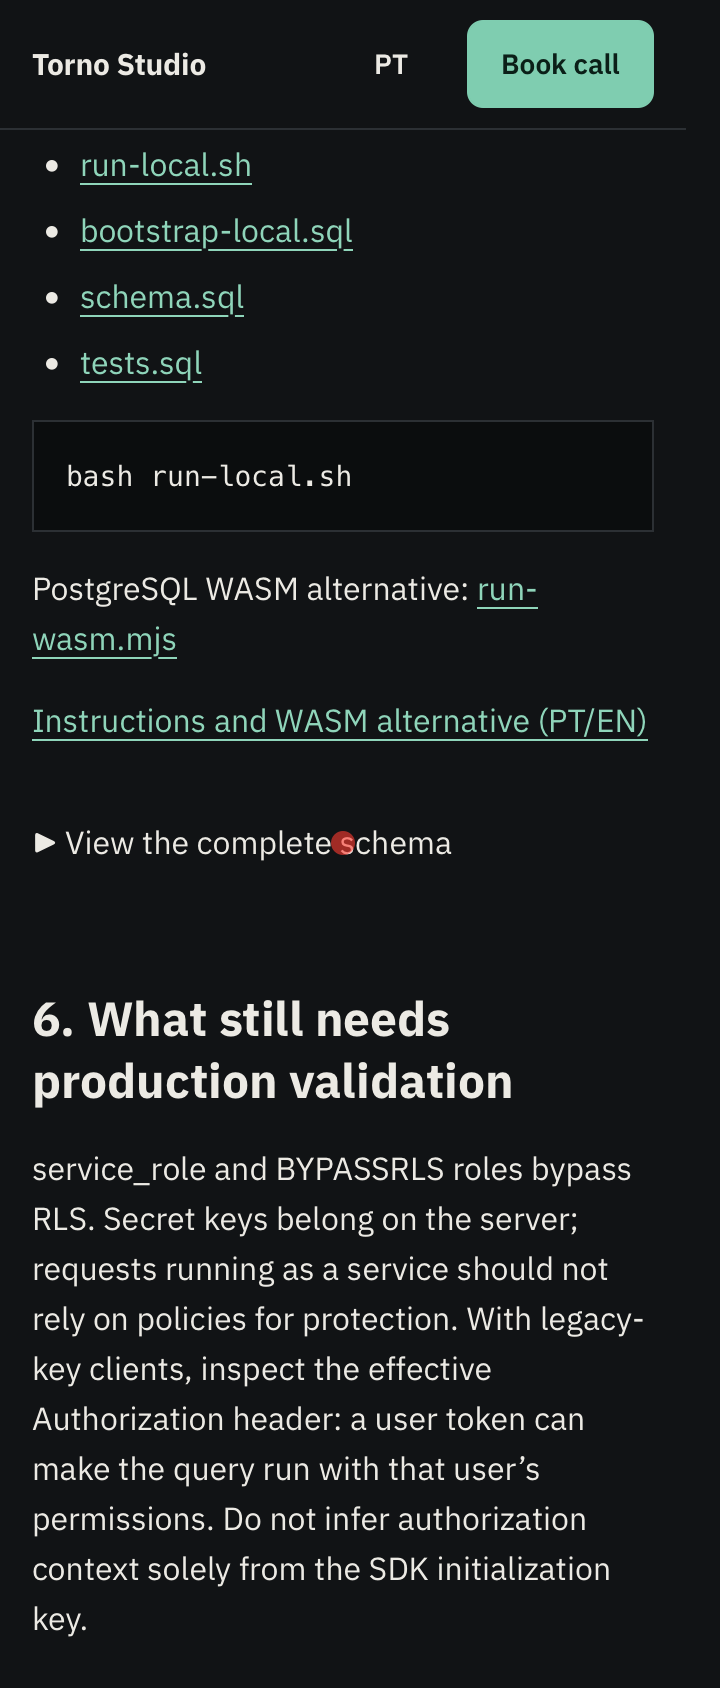 Torno Studio
PT
Book call
run-local.sh
bootstrap-local.sql
schema.sql
tests.sql
bash run-local.sh
PostgreSQL WASM alternative: run-
wasm.mjs
Instructions and WASM alternative (PT/EN)
View the complete schema
6. What still needs
production validation
service_role and BYPASSRLS roles bypass
RLS. Secret keys belong on the server;
requests running as a service should not
rely on policies for protection. With legacy-
key clients, inspect the effective
Authorization header: a user token can
make the query run with that user’s
permissions. Do not infer authorization
context solely from the SDK initialization
key.